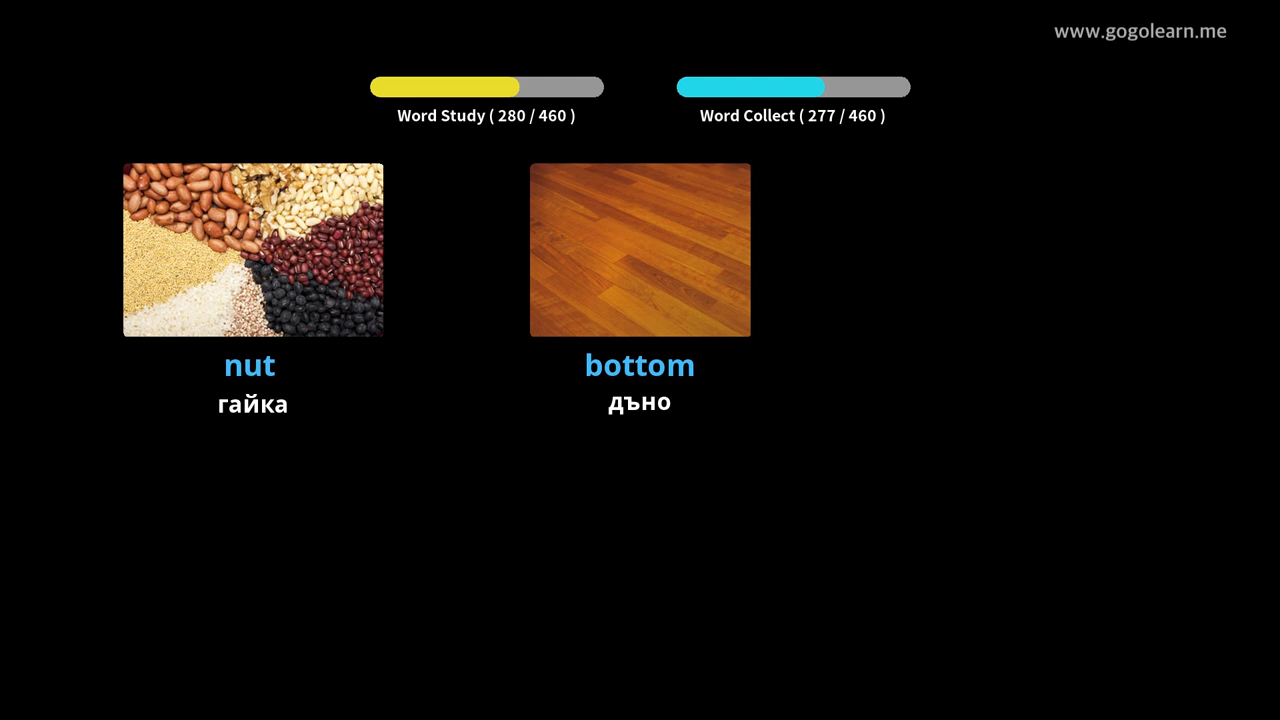 www.gogolearn.me
Word Study ( 280 / 460 )
Word Collect ( 277 / 460 )
nut
гайка
bottom
дъно